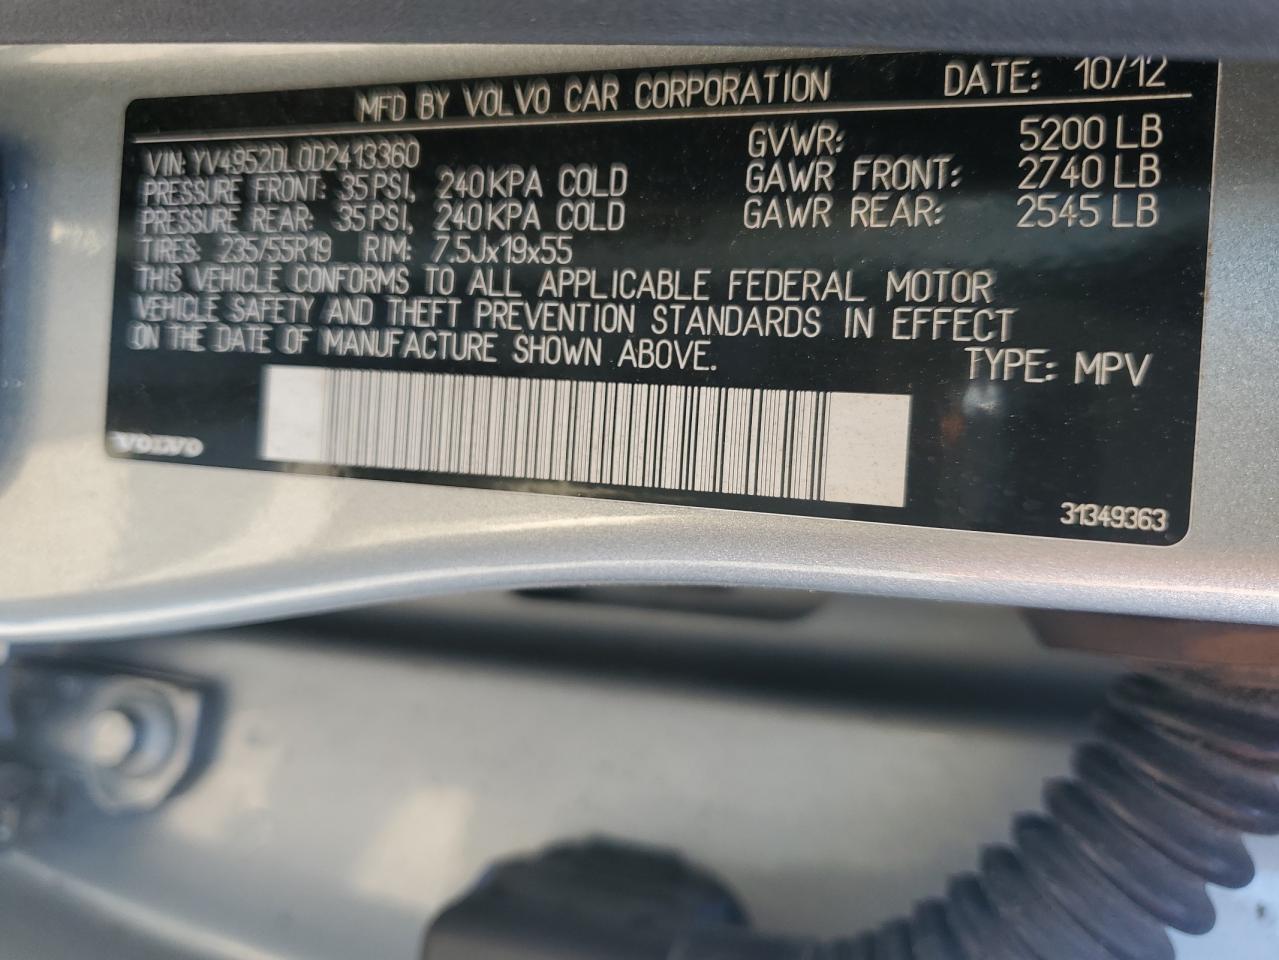 MFD BY VOLVO CAR CORPORATION DATE: 10/12
VIN: YV4952DL0D2413360 GVWR: 5200 LB
PRESSURE FRONT: 35 PSI, 240 KPA COLD GAWR FRONT: 2740 LB
PRESSURE REAR: 35 PSI, 240 KPA COLD GAWR REAR: 2545 LB
TIRES: 235/55R19 RIM: 7.5Jx19x55
THIS VEHICLE CONFORMS TO ALL APPLICABLE FEDERAL MOTOR
VEHICLE SAFETY AND THEFT PREVENTION STANDARDS IN EFFECT
ON THE DATE OF MANUFACTURE SHOWN ABOVE.
TYPE: MPV
VOLVO
31349363